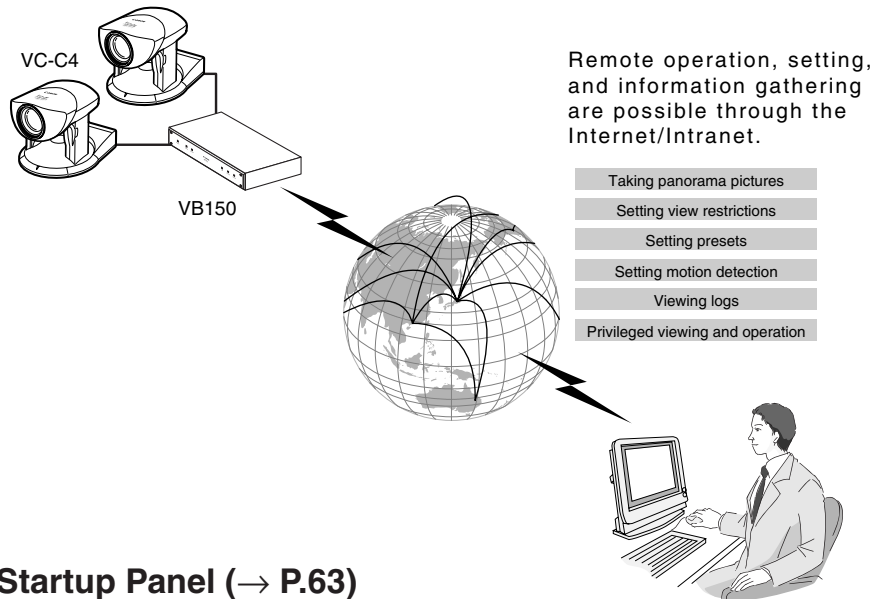 VC-C4
VB150
Remote operation, setting,
and information gathering
are possible through the
Internet/Intranet.
Taking panorama pictures
Setting view restrictions
Setting presets
Setting motion detection
Viewing logs
Privileged viewing and operation
Startup Panel (→ P.63)